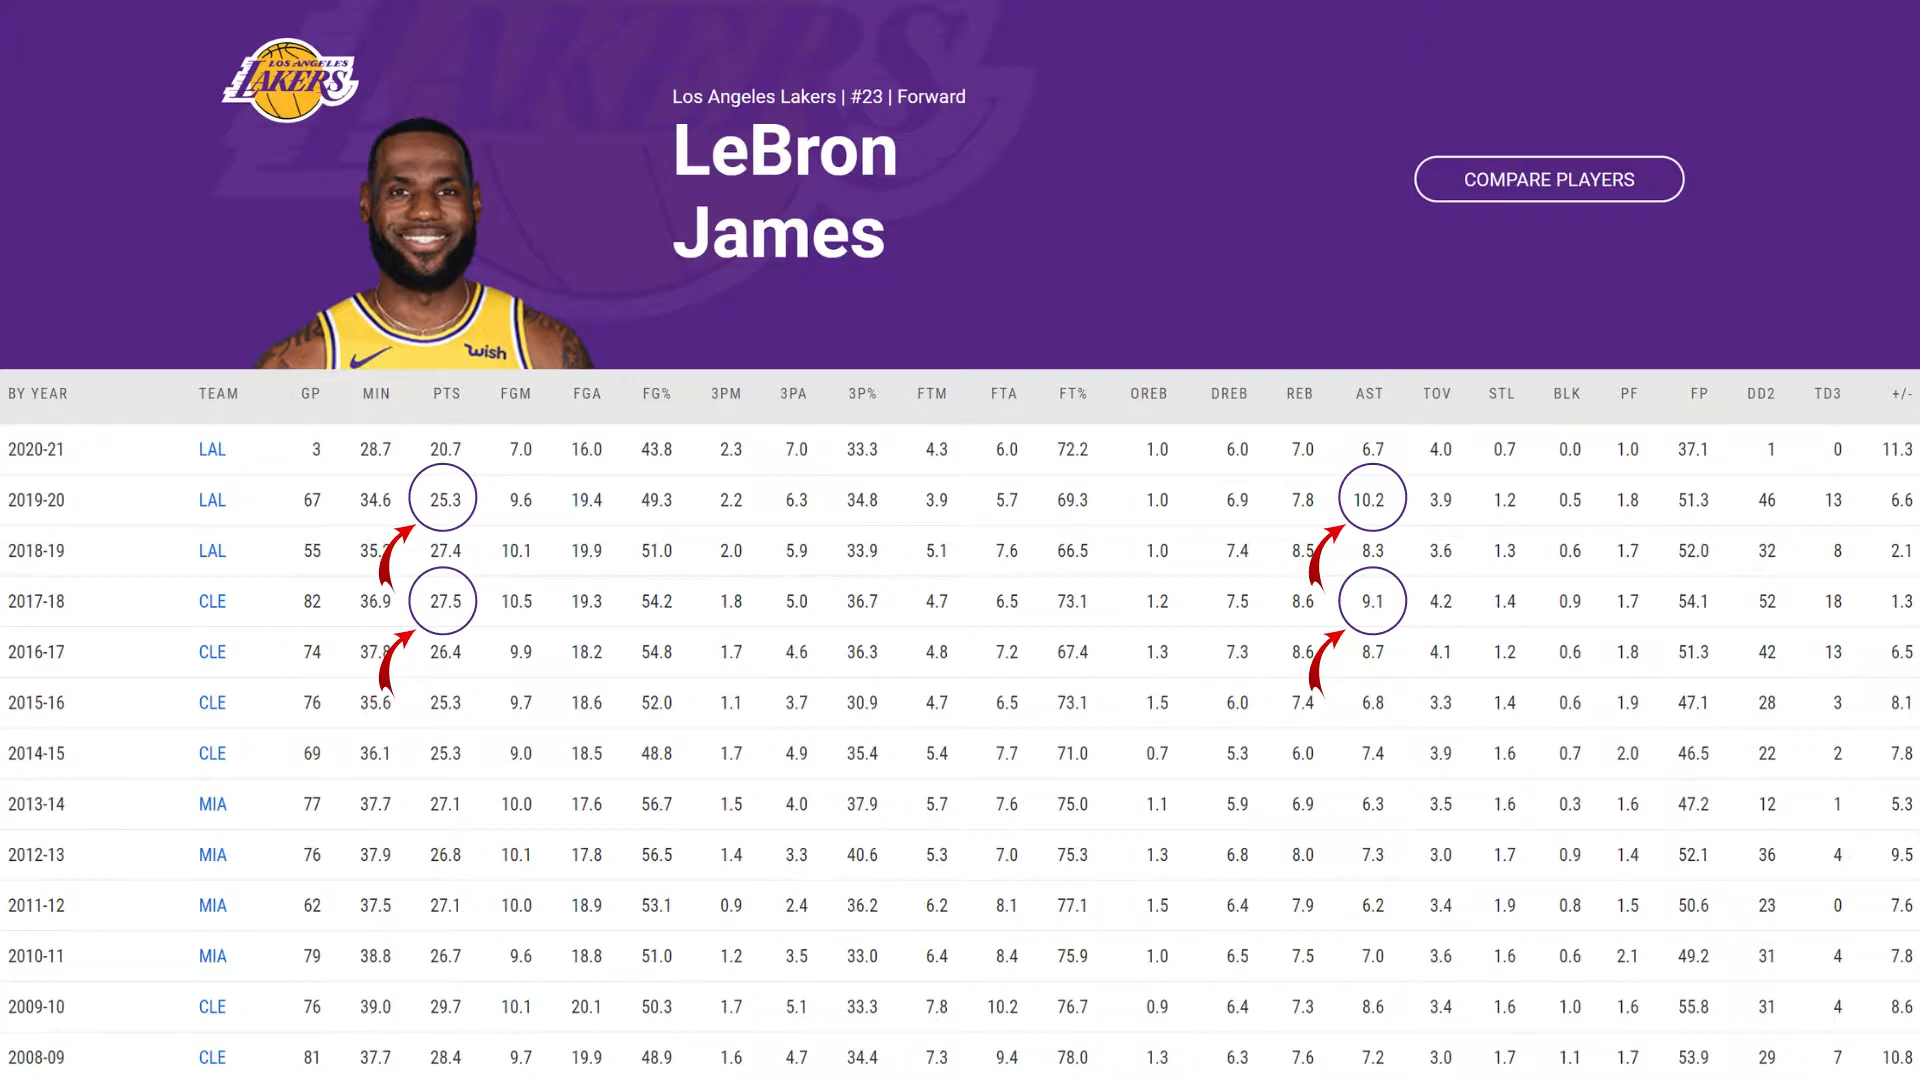 LOS ANGELES
LAKERS
Los Angeles Lakers | #23 | Forward
LeBron
James
COMPARE PLAYERS
wish
BY YEAR TEAM GP MIN PTS FGM FGA FG% 3PM 3PA 3P% FTM FTA FT% OREB DREB REB AST TOV STL BLK PF FP DD2 TD3 +/-
2020-21 LAL 3 28.7 20.7 7.0 16.0 43.8 2.3 7.0 33.3 4.3 6.0 72.2 1.0 6.0 7.0 6.7 4.0 0.7 0.0 1.0 37.1 1 0 11.3
2019-20 LAL 67 34.6 25.3 9.6 19.4 49.3 2.2 6.3 34.8 3.9 5.7 69.3 1.0 6.9 7.8 10.2 3.9 1.2 0.5 1.8 51.3 46 13 6.6
2018-19 LAL 55 27.4 10.1 19.9 51.0 2.0 5.9 33.9 5.1 7.6 66.5 1.0 7.4 8.5 8.3 3.6 1.3 0.6 1.7 52.0 32 8 2.1
2017-18 CLE 82 36.9 27.5 10.5 19.3 54.2 1.8 5.0 36.7 4.7 6.5 73.1 1.2 7.5 8.6 9.1 4.2 1.4 0.9 1.7 54.1 52 18 1.3
2016-17 CLE 74 37.8 26.4 9.9 18.2 54.8 1.7 4.6 36.3 4.8 7.2 67.4 1.3 7.3 8.6 8.7 4.1 1.2 0.6 1.8 51.3 42 13 6.5
2015-16 CLE 76 35.6 25.3 9.7 18.6 52.0 1.1 3.7 30.9 4.7 6.5 73.1 1.5 6.0 7.4 6.8 3.3 1.4 0.6 1.9 47.1 28 3 8.1
2014-15 CLE 69 36.1 25.3 9.0 18.5 48.8 1.7 4.9 35.4 5.4 7.7 71.0 0.7 5.3 6.0 7.4 3.9 1.6 0.7 2.0 46.5 22 2 7.8
2013-14 MIA 77 37.7 27.1 10.0 17.6 56.7 1.5 4.0 37.9 5.7 7.6 75.0 1.1 5.9 6.9 6.3 3.5 1.6 0.3 1.6 47.2 12 1 5.3
2012-13 MIA 76 37.9 26.8 10.1 17.8 56.5 1.4 3.3 40.6 5.3 7.0 75.3 1.3 6.8 8.0 7.3 3.0 1.7 0.9 1.4 52.1 36 4 9.5
2011-12 MIA 62 37.5 27.1 10.0 18.9 53.1 0.9 2.4 36.2 6.2 8.1 77.1 1.5 6.4 7.9 6.2 3.4 1.9 0.8 1.5 50.6 23 0 7.6
2010-11 MIA 79 38.8 26.7 9.6 18.8 51.0 1.2 3.5 33.0 6.4 8.4 75.9 1.0 6.5 7.5 7.0 3.6 1.6 0.6 2.1 49.2 31 4 7.8
2009-10 CLE 76 39.0 29.7 10.1 20.1 50.3 1.7 5.1 33.3 7.8 10.2 76.7 0.9 6.4 7.3 8.6 3.4 1.6 1.0 1.6 55.8 31 4 8.6
2008-09 CLE 81 37.7 28.4 9.7 19.9 48.9 1.6 4.7 34.4 7.3 9.4 78.0 1.3 6.3 7.6 7.2 3.0 1.7 1.1 1.7 53.9 29 7 10.8